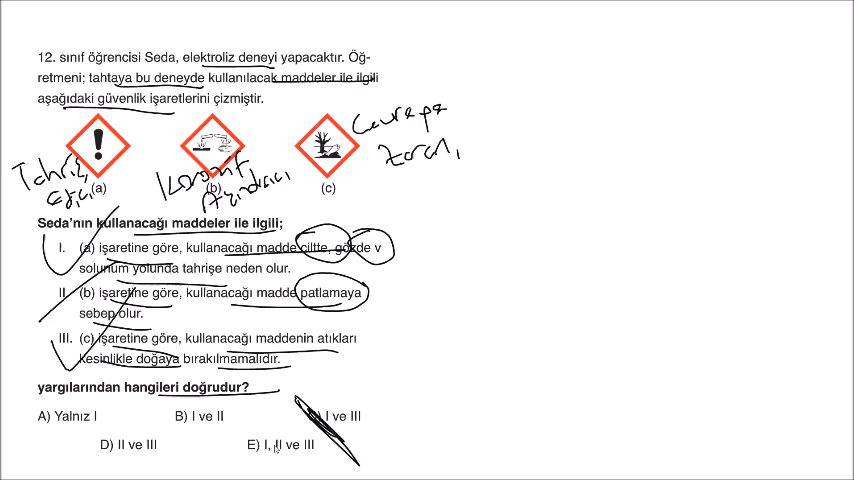 12. sınıf öğrencisi Seda, elektroliz deneyi yapacaktır. Öğ-
retmeni; tahtaya bu deneyde kullanılacak maddeler ile ilgili
aşağıdaki güvenlik işaretlerini çizmiştir.
Çevreye
zararlı
Tahriş
edici
Korozif
Aşındırıcı
(a) (b) (c)
Seda'nın kullanacağı maddeler ile ilgili;
I. (a) işaretine göre, kullanacağı madde ciltte, gözde v
solunum yolunda tahrişe neden olur.
II. (b) işaretine göre, kullanacağı madde patlamaya
sebep olur.
III. (c) işaretine göre, kullanacağı maddenin atıkları
kesinlikle doğaya bırakılmamalıdır.
yargılarından hangileri doğrudur?
A) Yalnız I B) I ve II C) I ve III
D) II ve III E) I, II ve III